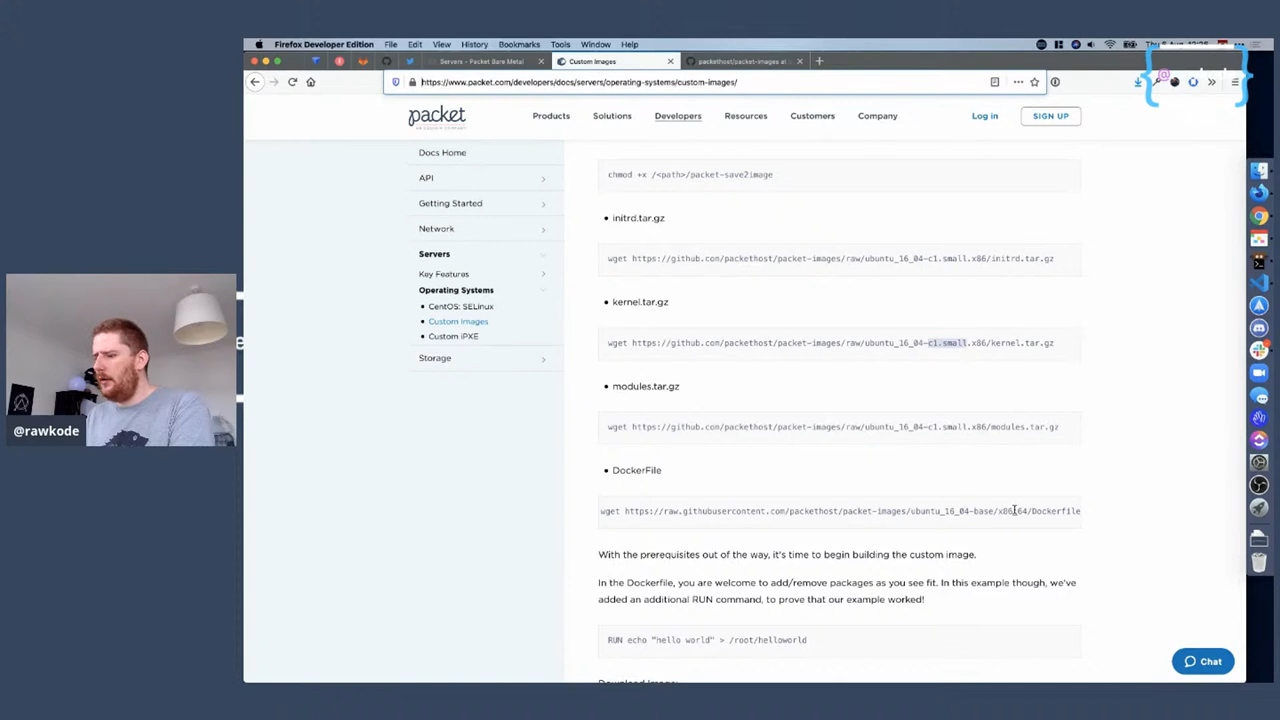 Firefox Developer Edition File Edit View History Bookmarks Tools Window Help
Servers – Packet Bare Metal
Custom Images
packethost/packet-images at
https://www.packet.com/developers/docs/servers/operating-systems/custom-images/
packet
Products Solutions Developers Resources Customers Company Log in SIGN UP
Docs Home
API
Getting Started
Network
Servers
Key Features
Operating Systems
• CentOS: SELinux
• Custom Images
• Custom iPXE
Storage
chmod +x /<path>/packet-save2image
• initrd.tar.gz
wget https://github.com/packethost/packet-images/raw/ubuntu_16_04-c1.small.x86/initrd.tar.gz
• kernel.tar.gz
wget https://github.com/packethost/packet-images/raw/ubuntu_16_04-c1.small.x86/kernel.tar.gz
• modules.tar.gz
wget https://github.com/packethost/packet-images/raw/ubuntu_16_04-c1.small.x86/modules.tar.gz
• DockerFile
wget https://raw.githubusercontent.com/packethost/packet-images/ubuntu_16_04-base/x86_64/Dockerfile
With the prerequisites out of the way, it's time to begin building the custom image.
In the Dockerfile, you are welcome to add/remove packages as you see fit. In this example though, we've
added an additional RUN command, to prove that our example worked!
RUN echo "hello world" > /root/helloworld
Chat
@rawkode